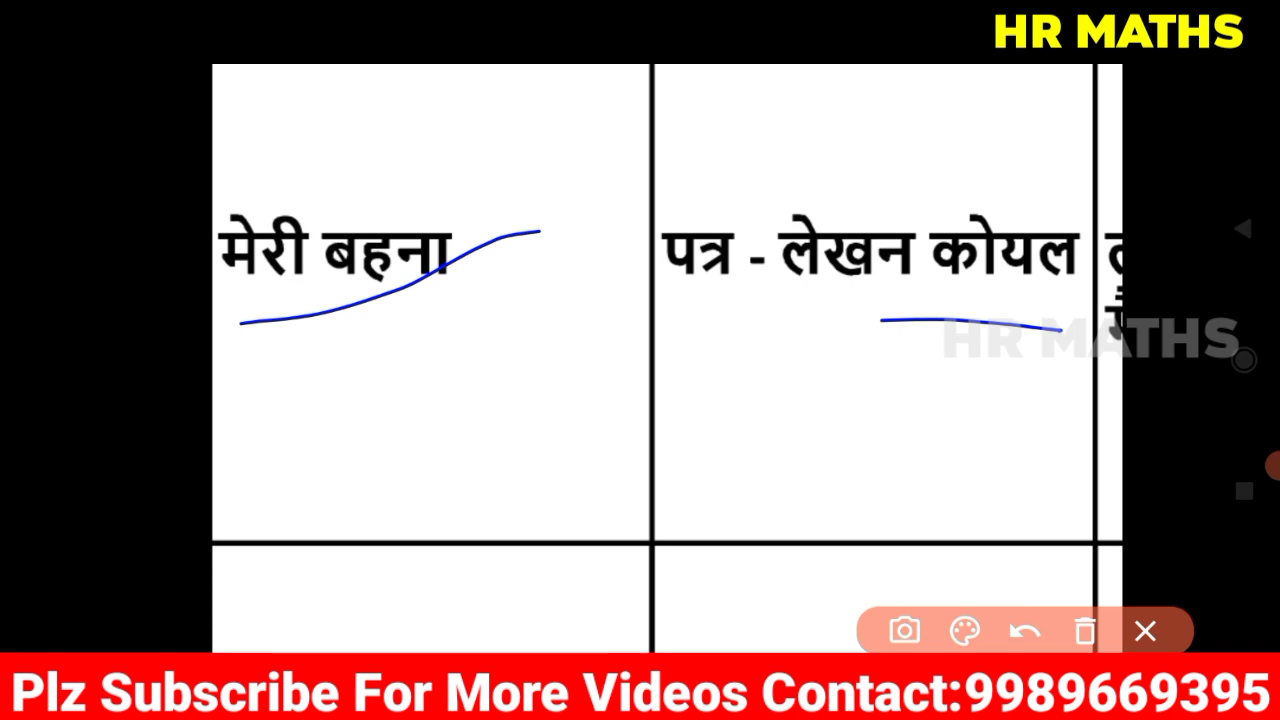 HR MATHS
मेरी बहना
पत्र - लेखन कोयल
HR MATHS
Plz Subscribe For More Videos Contact:9989669395